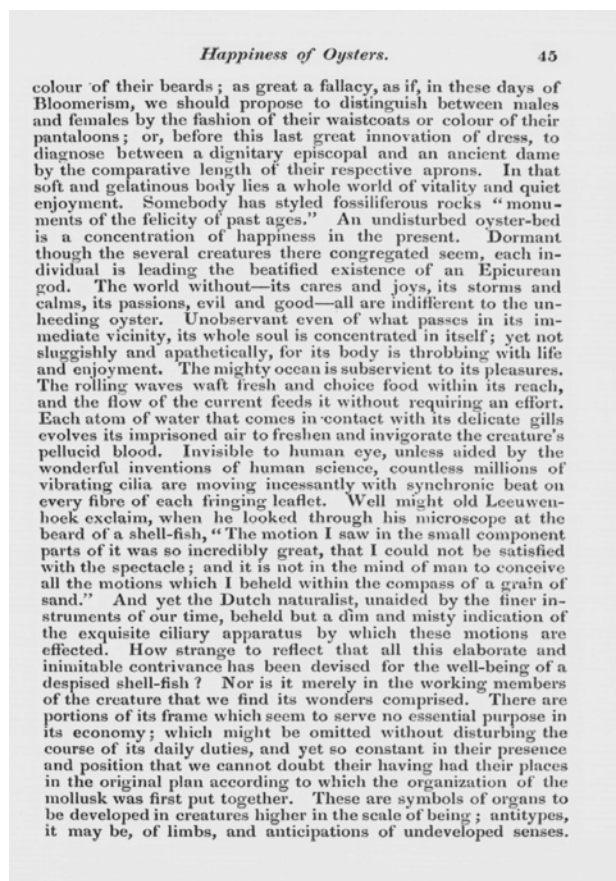 Happiness of Oysters. 45
colour of their beards ; as great a fallacy, as if, in these days of
Bloomerism, we should propose to distinguish between males
and females by the fashion of their waistcoats or colour of their
pantaloons ; or, before this last great innovation of dress, to
diagnose between a dignitary episcopal and an ancient dame
by the comparative length of their respective aprons. In that
soft and gelatinous body lies a whole world of vitality and quiet
enjoyment. Somebody has styled fossiliferous rocks “ monu-
ments of the felicity of past ages.” An undisturbed oyster-bed
is a concentration of happiness in the present. Dormant
though the several creatures there congregated seem, each in-
dividual is leading the beatified existence of an Epicurean
god. The world without—its cares and joys, its storms and
calms, its passions, evil and good—all are indifferent to the un-
heeding oyster. Unobservant even of what passes in its im-
mediate vicinity, its whole soul is concentrated in itself ; yet not
sluggishly and apathetically, for its body is throbbing with life
and enjoyment. The mighty ocean is subservient to its pleasures.
The rolling waves waft fresh and choice food within its reach,
and the flow of the current feeds it without requiring an effort.
Each atom of water that comes in contact with its delicate gills
evolves its imprisoned air to freshen and invigorate the creature’s
pellucid blood. Invisible to human eye, unless aided by the
wonderful inventions of human science, countless millions of
vibrating cilia are moving incessantly with synchronic beat on
every fibre of each fringing leaflet. Well might old Leeuwen-
hoek exclaim, when he looked through his microscope at the
beard of a shell-fish, “ The motion I saw in the small component
parts of it was so incredibly great, that I could not be satisfied
with the spectacle ; and it is not in the mind of man to conceive
all the motions which I beheld within the compass of a grain of
sand.” And yet the Dutch naturalist, unaided by the finer in-
struments of our time, beheld but a dim and misty indication of
the exquisite ciliary apparatus by which these motions are
effected. How strange to reflect that all this elaborate and
inimitable contrivance has been devised for the well-being of a
despised shell-fish ? Nor is it merely in the working members
of the creature that we find its wonders comprised. There are
portions of its frame which seem to serve no essential purpose in
its economy ; which might be omitted without disturbing the
course of its daily duties, and yet so constant in their presence
and position that we cannot doubt their having had their places
in the original plan according to which the organization of the
mollusk was first put together. These are symbols of organs to
be developed in creatures higher in the scale of being ; antitypes,
it may be, of limbs, and anticipations of undeveloped senses.